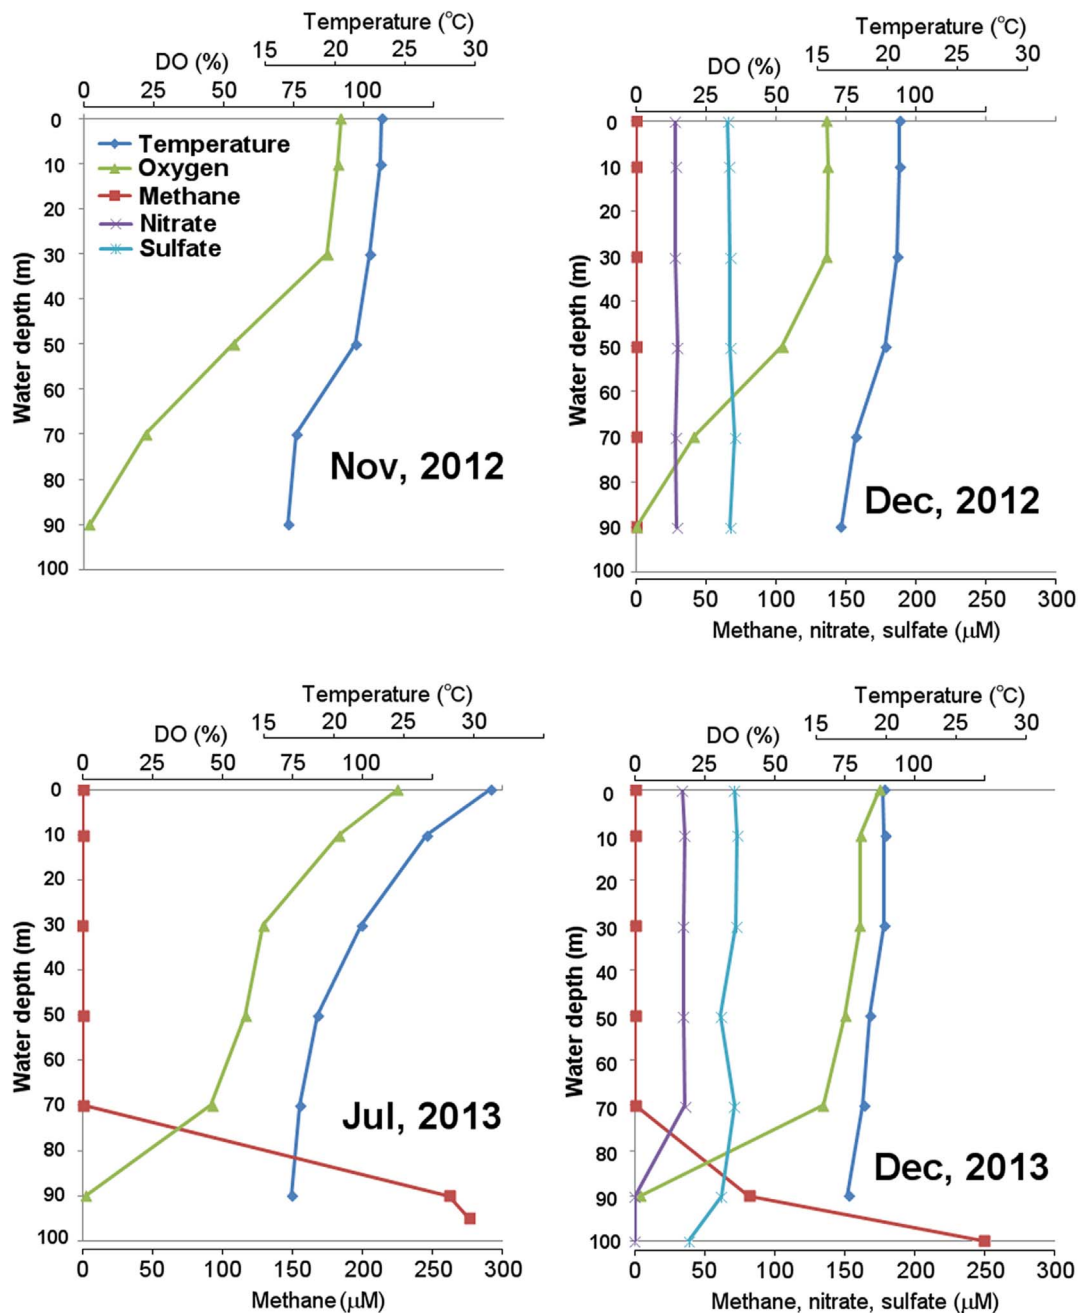 Temperature (°C)
15 20 25 30
DO (%)
0 25 50 75 100
0
10
20
30
40
50
60
70
80
90
100
Water depth (m)
Temperature
Oxygen
Methane
Nitrate
Sulfate
Nov, 2012
Temperature (°C)
15 20 25 30
DO (%)
0 25 50 75 100
0
10
20
30
40
50
60
70
80
90
100
Water depth (m)
Dec, 2012
0 50 100 150 200 250 300
Methane, nitrate, sulfate (μM)
Temperature (°C)
15 20 25 30
DO (%)
0 25 50 75 100
0
10
20
30
40
50
60
70
80
90
100
Water depth (m)
Jul, 2013
0 50 100 150 200 250 300
Methane (μM)
Temperature (°C)
15 20 25 30
DO (%)
0 25 50 75 100
0
10
20
30
40
50
60
70
80
90
100
Water depth (m)
Dec, 2013
0 50 100 150 200 250 300
Methane, nitrate, sulfate (μM)